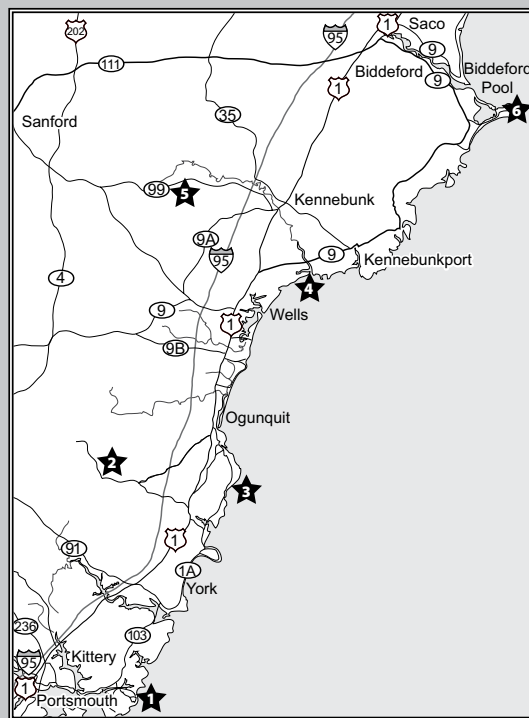 1
Saco
202
95
9
1
Biddeford
9
Biddeford
Pool
111
9
6
Sanford
35
99
5
Kennebunk
9A
95
9
Kennebunkport
4
4
9
1
Wells
9B
Ogunquit
2
3
1
91
1A
York
236
103
95
Kittery
1
Portsmouth
1